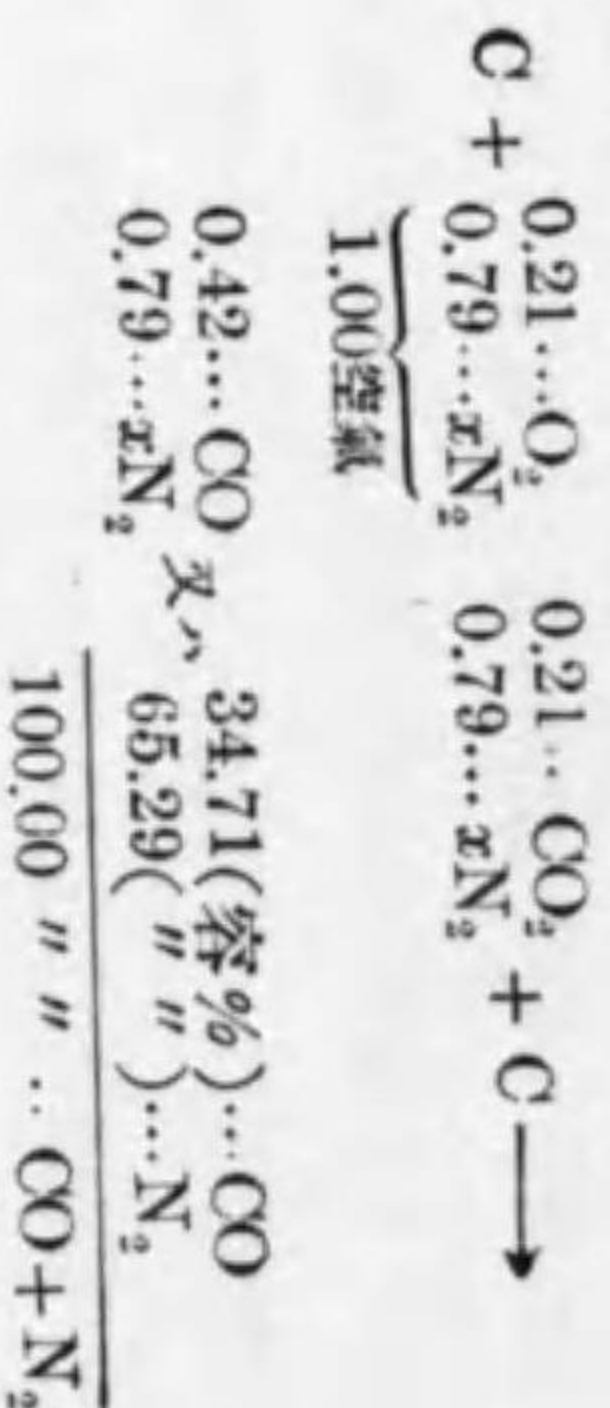 C + 0.21...O₂ 0.21.. CO₂ + C ⟶
0.79...xN₂ 0.79... xN₂
1.00空氣
0.42... CO 又ハ 34.71(容%)...CO
0.79...xN₂ 65.29( 〃 〃 )....N₂
100.00 〃 〃 .. CO+N₂